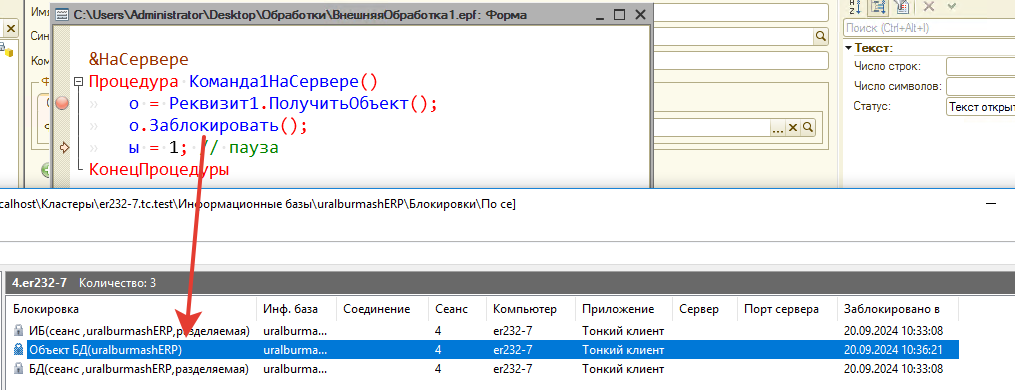 C:\Users\Administrator\Desktop\Обработки\ВнешняяОбработка1.epf: Форма
Имя
Син
Ком
&НаСервере
Процедура Команда1НаСервере()
о = Реквизит1.ПолучитьОбъект();
о.Заблокировать();
ы = 1; // пауза
КонецПроцедуры
Поиск (Ctrl+Alt+I)
Текст:
Число строк:
Число символов:
Статус: Текст открыт
calhost\Кластеры\er232-7.tc.test\Информационные базы\uralburmashERP\Блокировки\По се]
4.er232-7 Количество: 3
Блокировка Инф. база Соединение Сеанс Компьютер Приложение Сервер Порт сервера Заблокировано в
ИБ(сеанс ,uralburmashERP,разделяемая) uralburma... 4 er232-7 Тонкий клиент 20.09.2024 10:33:08
Объект БД(uralburmashERP) uralburma... 4 er232-7 Тонкий клиент 20.09.2024 10:36:21
БД(сеанс ,uralburmashERP,разделяемая) uralburma... 4 er232-7 Тонкий клиент 20.09.2024 10:33:08